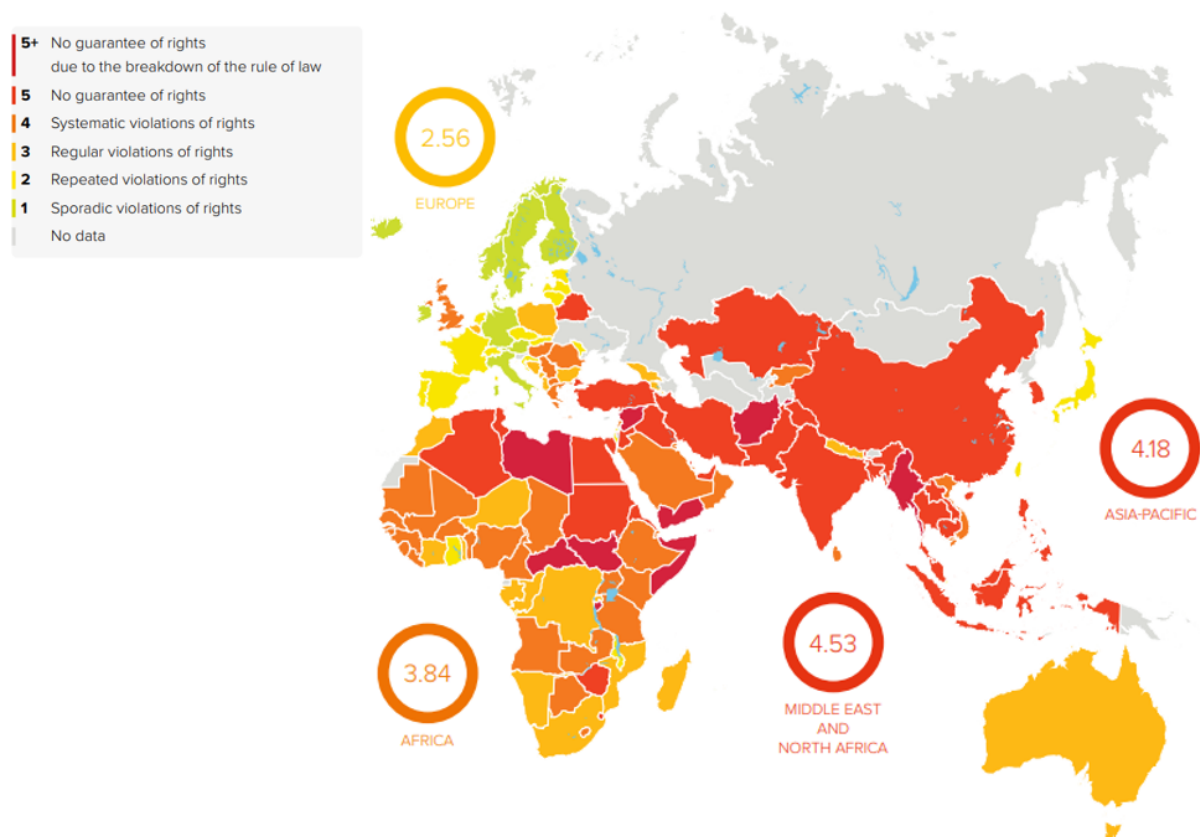 5+ No guarantee of rights
due to the breakdown of the rule of law
5 No guarantee of rights
4 Systematic violations of rights
3 Regular violations of rights
2 Repeated violations of rights
1 Sporadic violations of rights
No data
2.56
EUROPE
4.18
ASIA-PACIFIC
4.53
MIDDLE EAST
AND
NORTH AFRICA
3.84
AFRICA